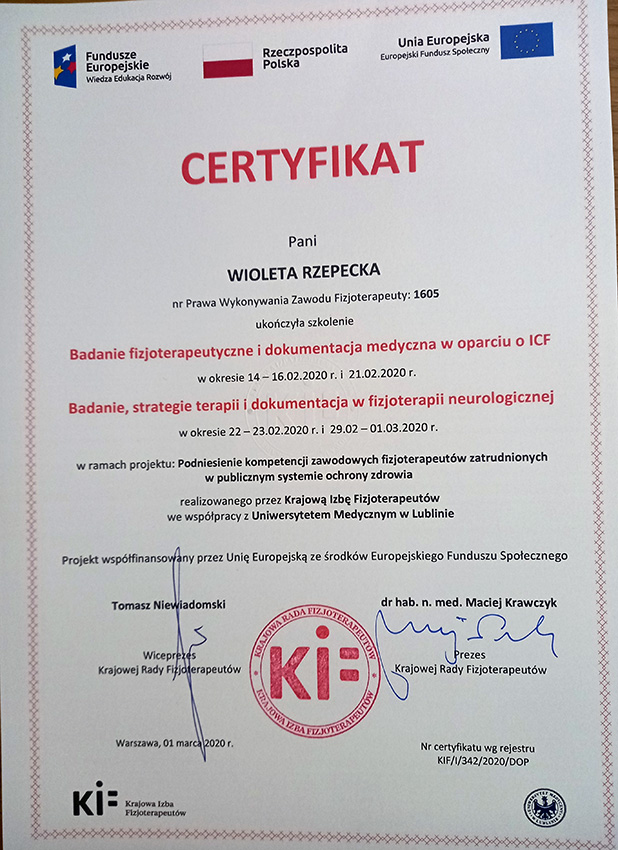 Fundusze
Europejskie
Wiedza Edukacja Rozwój
Rzeczpospolita
Polska
Unia Europejska
Europejski Fundusz Społeczny
CERTYFIKAT
Pani
WIOLETA RZEPECKA
nr Prawa Wykonywania Zawodu Fizjoterapeuty: 1605
ukończyła szkolenie
Badanie fizjoterapeutyczne i dokumentacja medyczna w oparciu o ICF
w okresie 14 – 16.02.2020 r. i 21.02.2020 r.
Badanie, strategie terapii i dokumentacja w fizjoterapii neurologicznej
w okresie 22 – 23.02.2020 r. i 29.02 – 01.03.2020 r.
w ramach projektu: Podniesienie kompetencji zawodowych fizjoterapeutów zatrudnionych
w publicznym systemie ochrony zdrowia
realizowanego przez Krajową Izbę Fizjoterapeutów
we współpracy z Uniwersytetem Medycznym w Lublinie
Projekt współfinansowany przez Unię Europejską ze środków Europejskiego Funduszu Społecznego
Tomasz Niewiadomski
dr hab. n. med. Maciej Krawczyk
Wiceprezes
Krajowej Rady Fizjoterapeutów
Prezes
Krajowej Rady Fizjoterapeutów
KRAJOWA RADA FIZJOTERAPEUTÓW
KIF
KRAJOWA IZBA FIZJOTERAPEUTÓW
Warszawa, 01 marca 2020 r.
Nr certyfikatu wg rejestru
KIF/I/342/2020/DOP
KIF
Krajowa Izba
Fizjoterapeutów